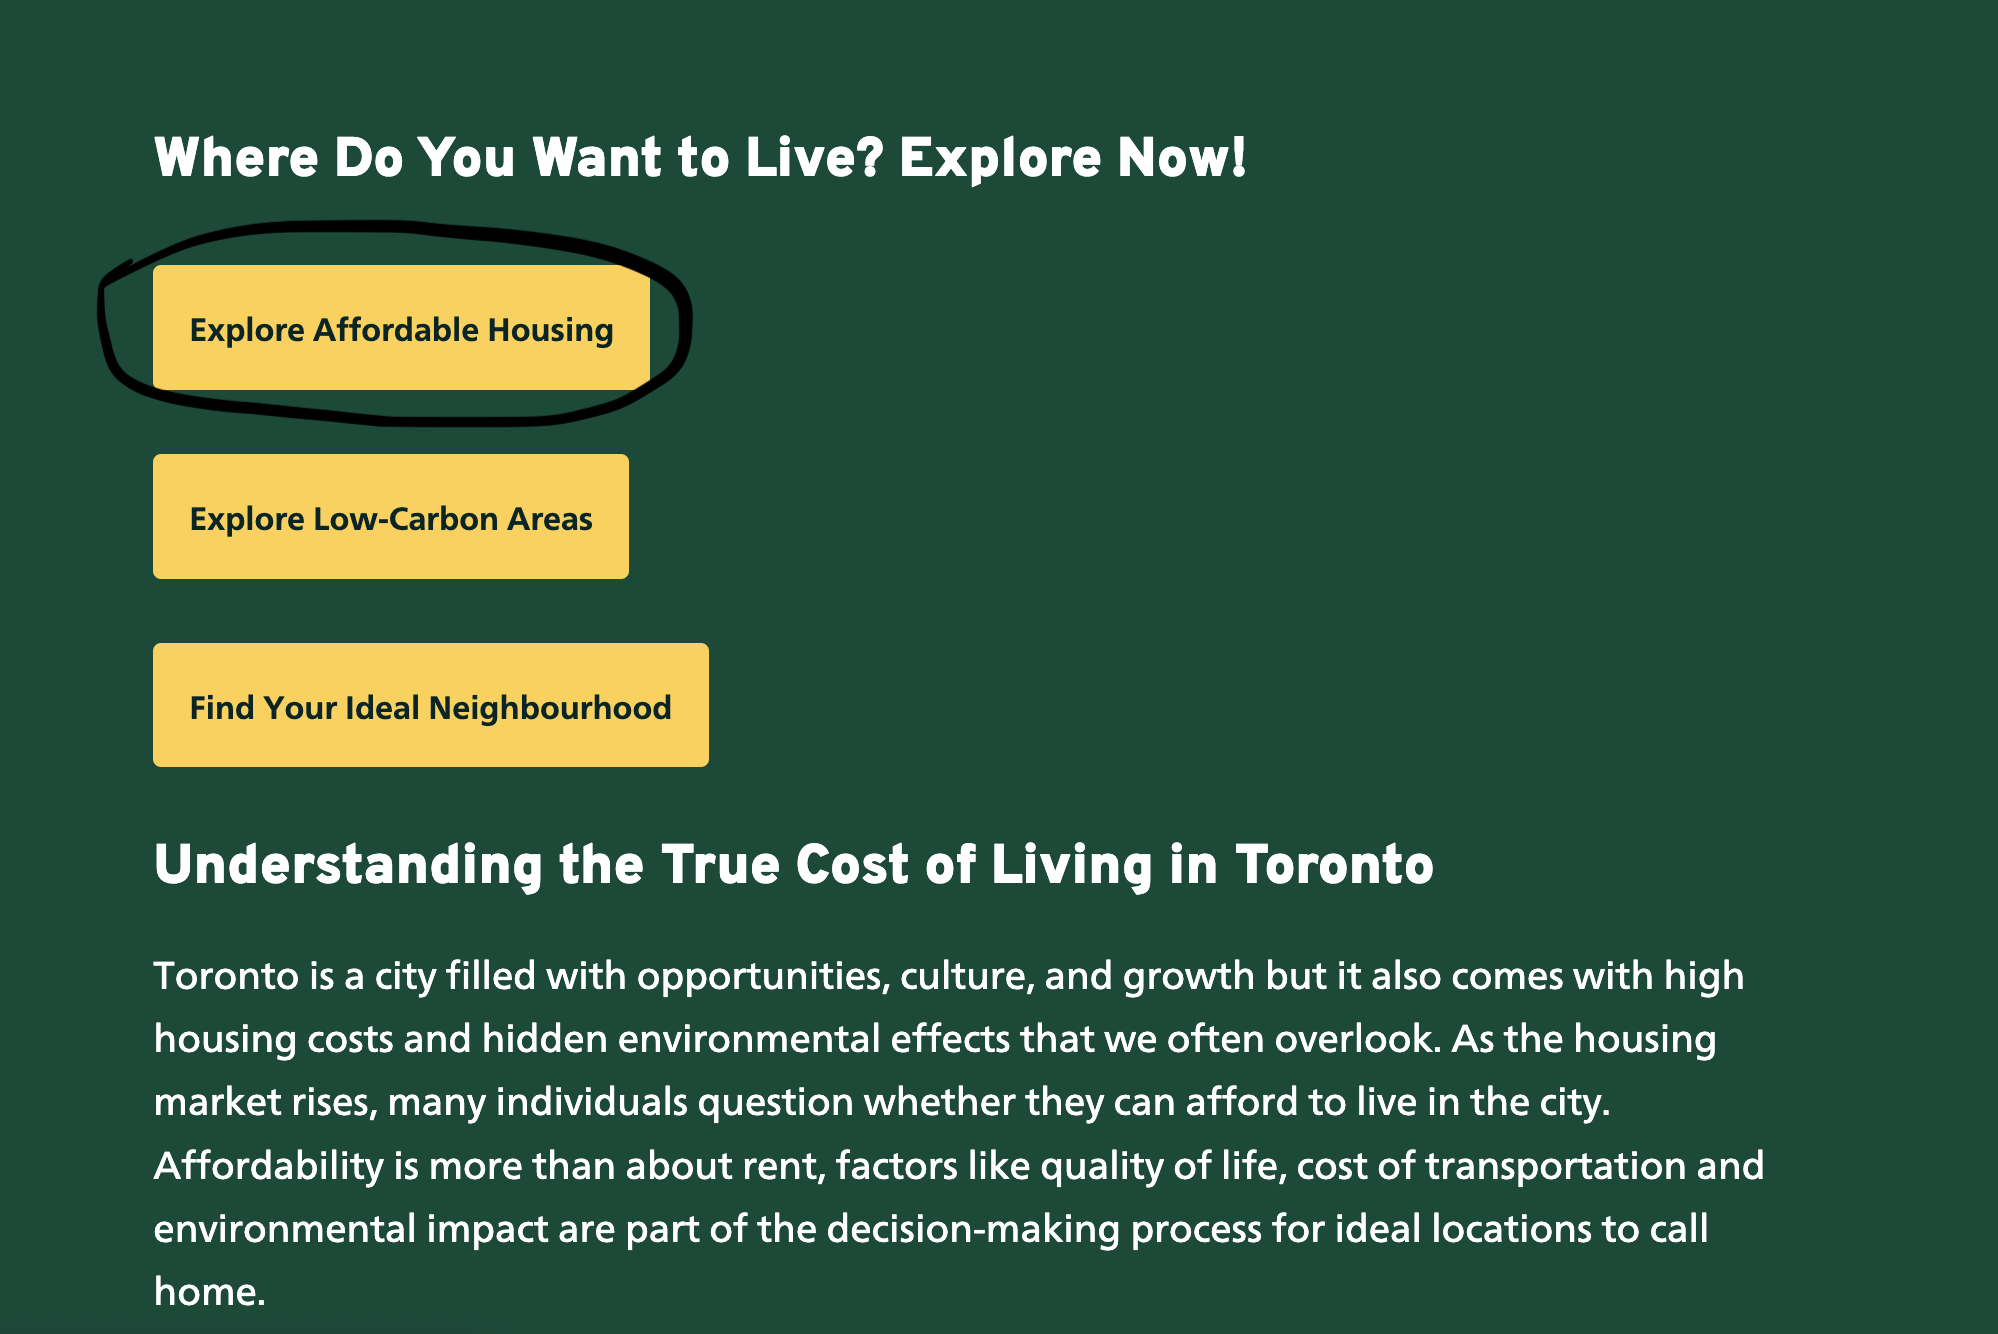 Where Do You Want to Live? Explore Now!
Explore Affordable Housing
Explore Low-Carbon Areas
Find Your Ideal Neighbourhood
Understanding the True Cost of Living in Toronto
Toronto is a city filled with opportunities, culture, and growth but it also comes with high
housing costs and hidden environmental effects that we often overlook. As the housing
market rises, many individuals question whether they can afford to live in the city.
Affordability is more than about rent, factors like quality of life, cost of transportation and
environmental impact are part of the decision-making process for ideal locations to call
home.